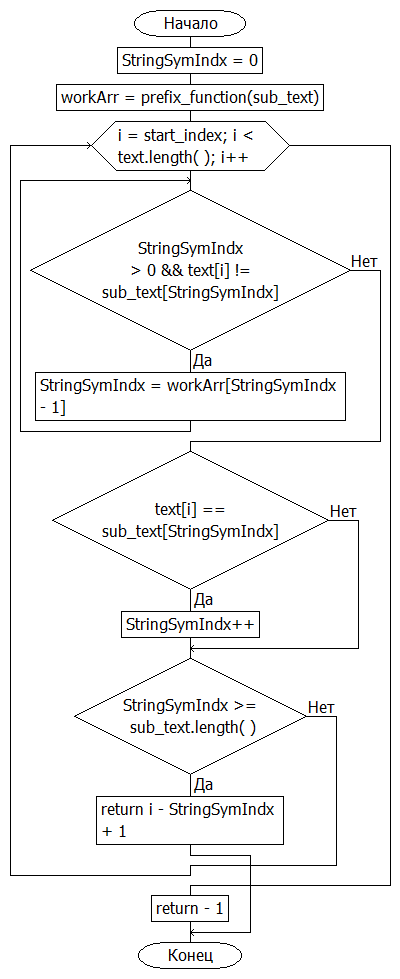 Начало
StringSymIndx = 0
workArr = prefix_function(sub_text)
i = start_index; i <
text.length( ); i++
StringSymIndx
> 0 && text[i] !=
sub_text[StringSymIndx]
Нет
Да
StringSymIndx = workArr[StringSymIndx
- 1]
text[i] ==
sub_text[StringSymIndx]
Нет
Да
StringSymIndx++
StringSymIndx >=
sub_text.length( )
Нет
Да
return i - StringSymIndx
+ 1
return - 1
Конец